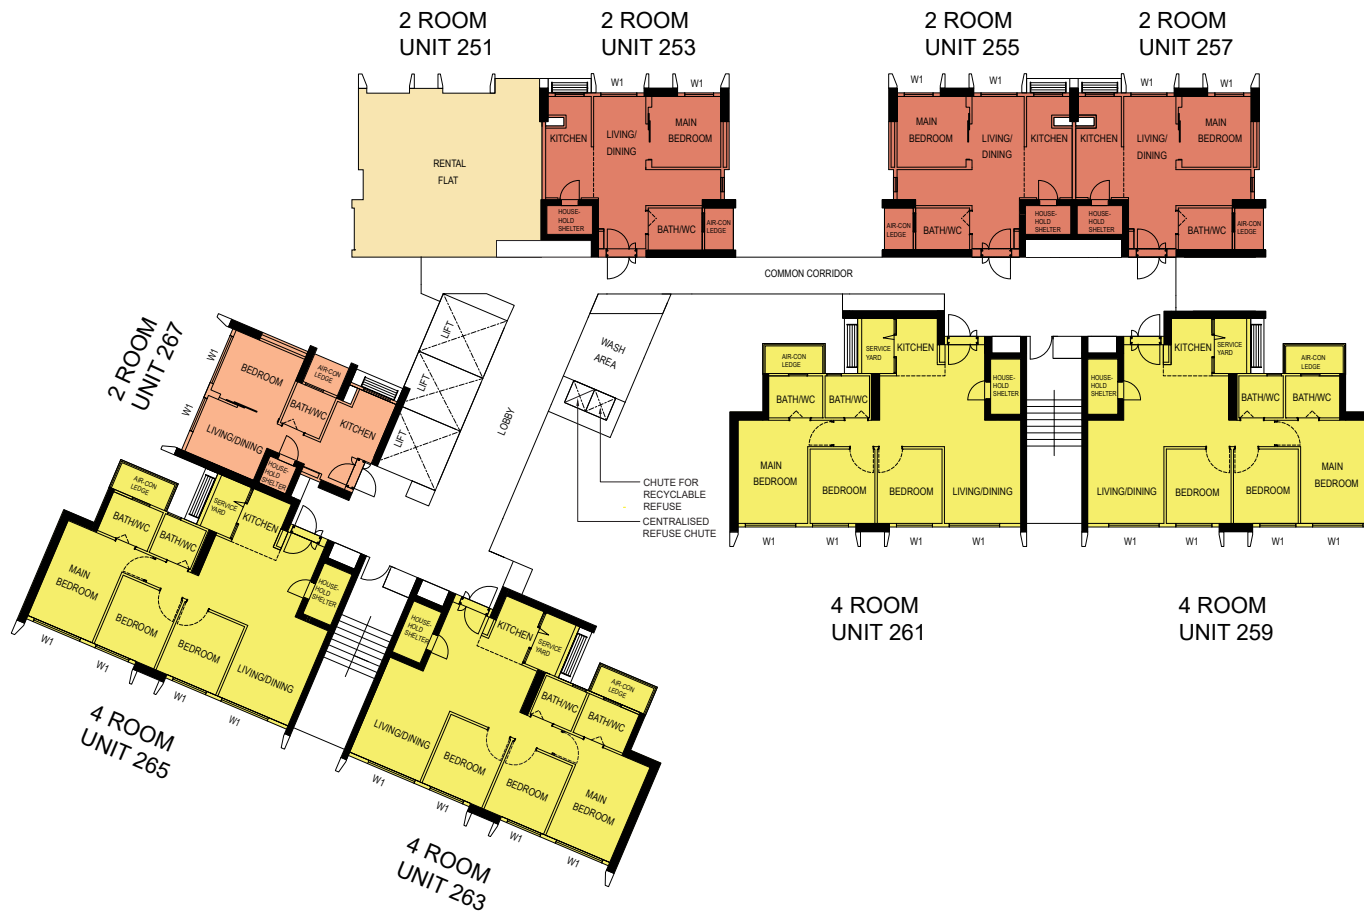 2 ROOM
UNIT 251
2 ROOM
UNIT 253
2 ROOM
UNIT 255
2 ROOM
UNIT 257
W1
W1
W1
W1
W1
W1
RENTAL
FLAT
KITCHEN
LIVING/
DINING
MAIN
BEDROOM
HOUSE-
HOLD
SHELTER
BATH/WC
AIR-CON
LEDGE
MAIN
BEDROOM
LIVING/
DINING
KITCHEN
AIR-CON
LEDGE
BATH/WC
HOUSE-
HOLD
SHELTER
KITCHEN
LIVING/
DINING
MAIN
BEDROOM
HOUSE-
HOLD
SHELTER
BATH/WC
AIR-CON
LEDGE
COMMON CORRIDOR
LIFT
LIFT
LIFT
LOBBY
WASH
AREA
CHUTE FOR
RECYCLABLE
REFUSE
CENTRALISED
REFUSE CHUTE
2 ROOM
UNIT 267
W1
W1
BEDROOM
AIR-CON
LEDGE
BATH/WC
KITCHEN
LIVING/DINING
HOUSE-
HOLD
SHELTER
AIR-CON
LEDGE
SERVICE
YARD
KITCHEN
BATH/WC
BATH/WC
HOUSE-
HOLD
SHELTER
MAIN
BEDROOM
BEDROOM
BEDROOM
LIVING/DINING
W1
W1
W1
W1
4 ROOM
UNIT 265
HOUSE-
HOLD
SHELTER
KITCHEN
SERVICE
YARD
AIR-CON
LEDGE
BATH/WC
BATH/WC
LIVING/DINING
BEDROOM
BEDROOM
MAIN
BEDROOM
W1
W1
W1
W1
4 ROOM
UNIT 263
AIR-CON
LEDGE
SERVICE
YARD
KITCHEN
BATH/WC
BATH/WC
HOUSE-
HOLD
SHELTER
MAIN
BEDROOM
BEDROOM
BEDROOM
LIVING/DINING
W1
W1
W1
W1
4 ROOM
UNIT 261
KITCHEN
SERVICE
YARD
AIR-CON
LEDGE
HOUSE-
HOLD
SHELTER
BATH/WC
BATH/WC
LIVING/DINING
BEDROOM
BEDROOM
MAIN
BEDROOM
W1
W1
W1
W1
4 ROOM
UNIT 259